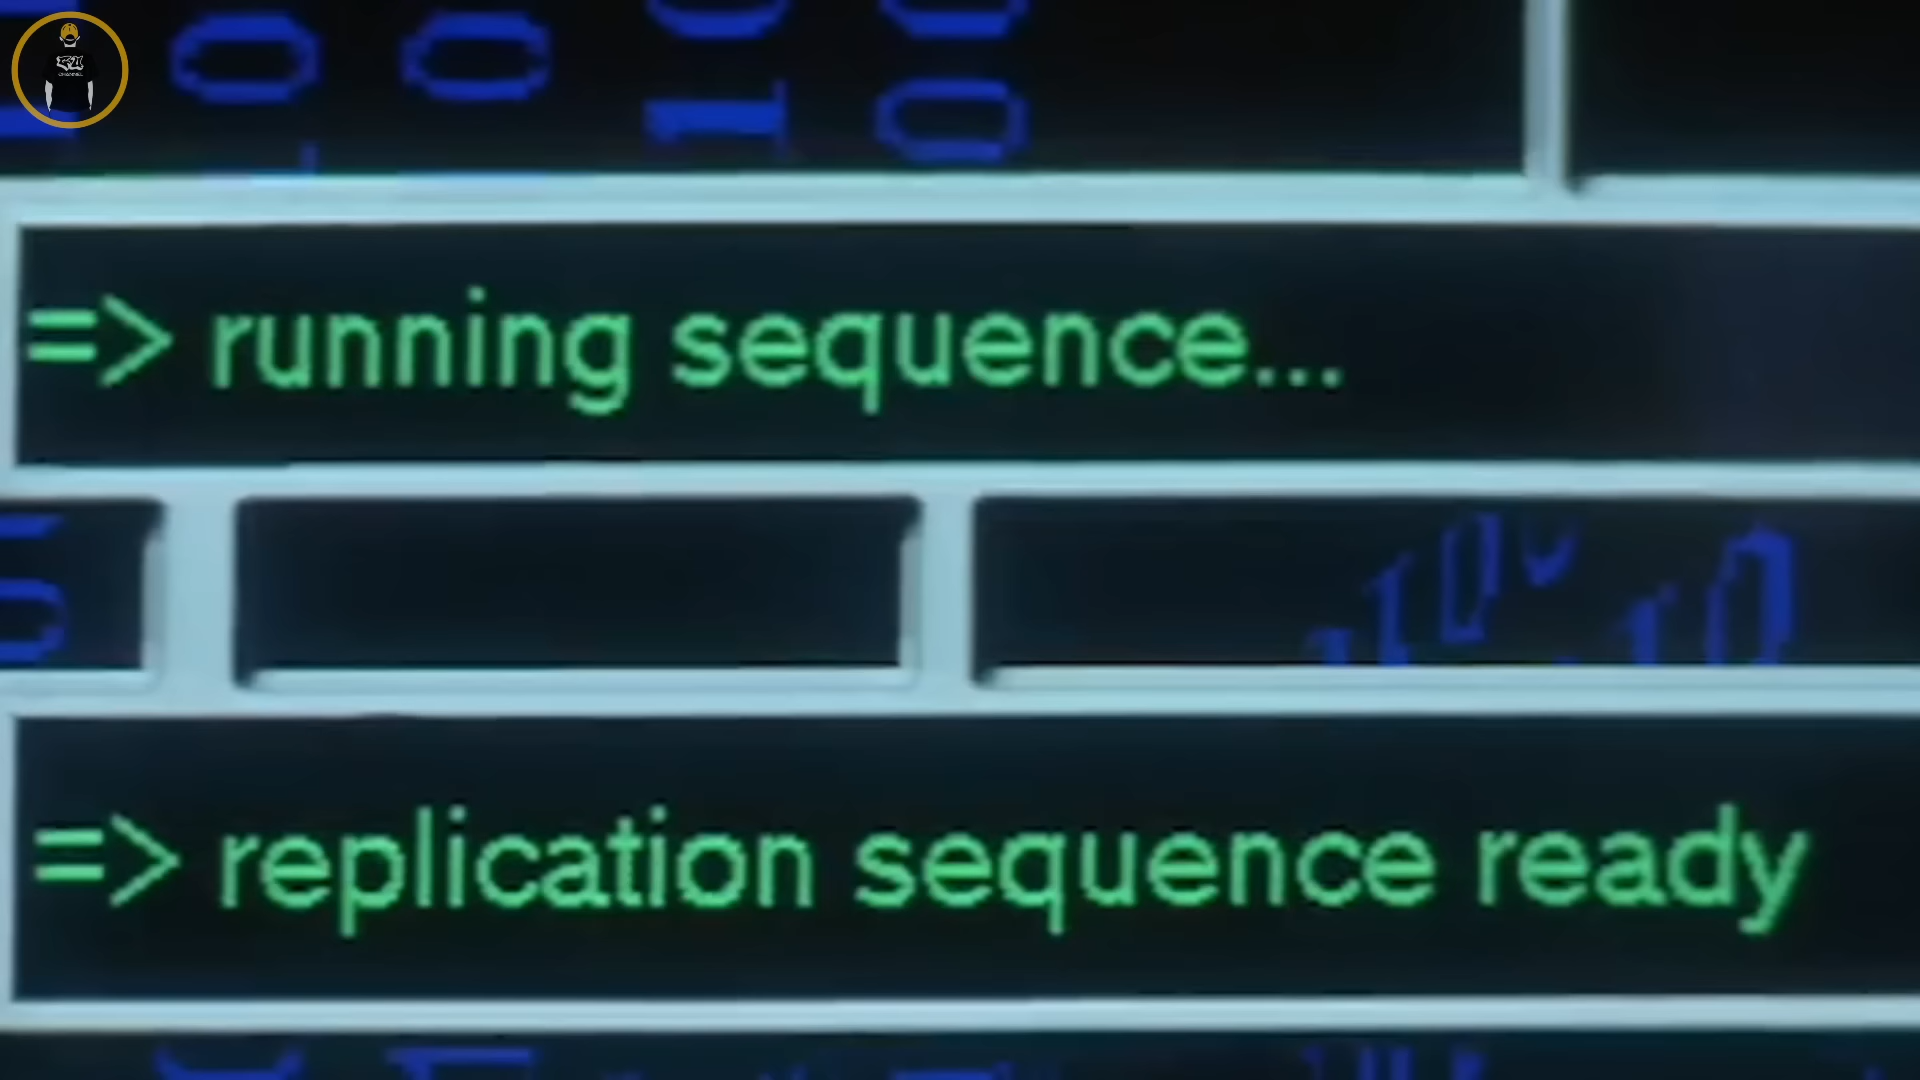 => running sequence...
=> replication sequence ready